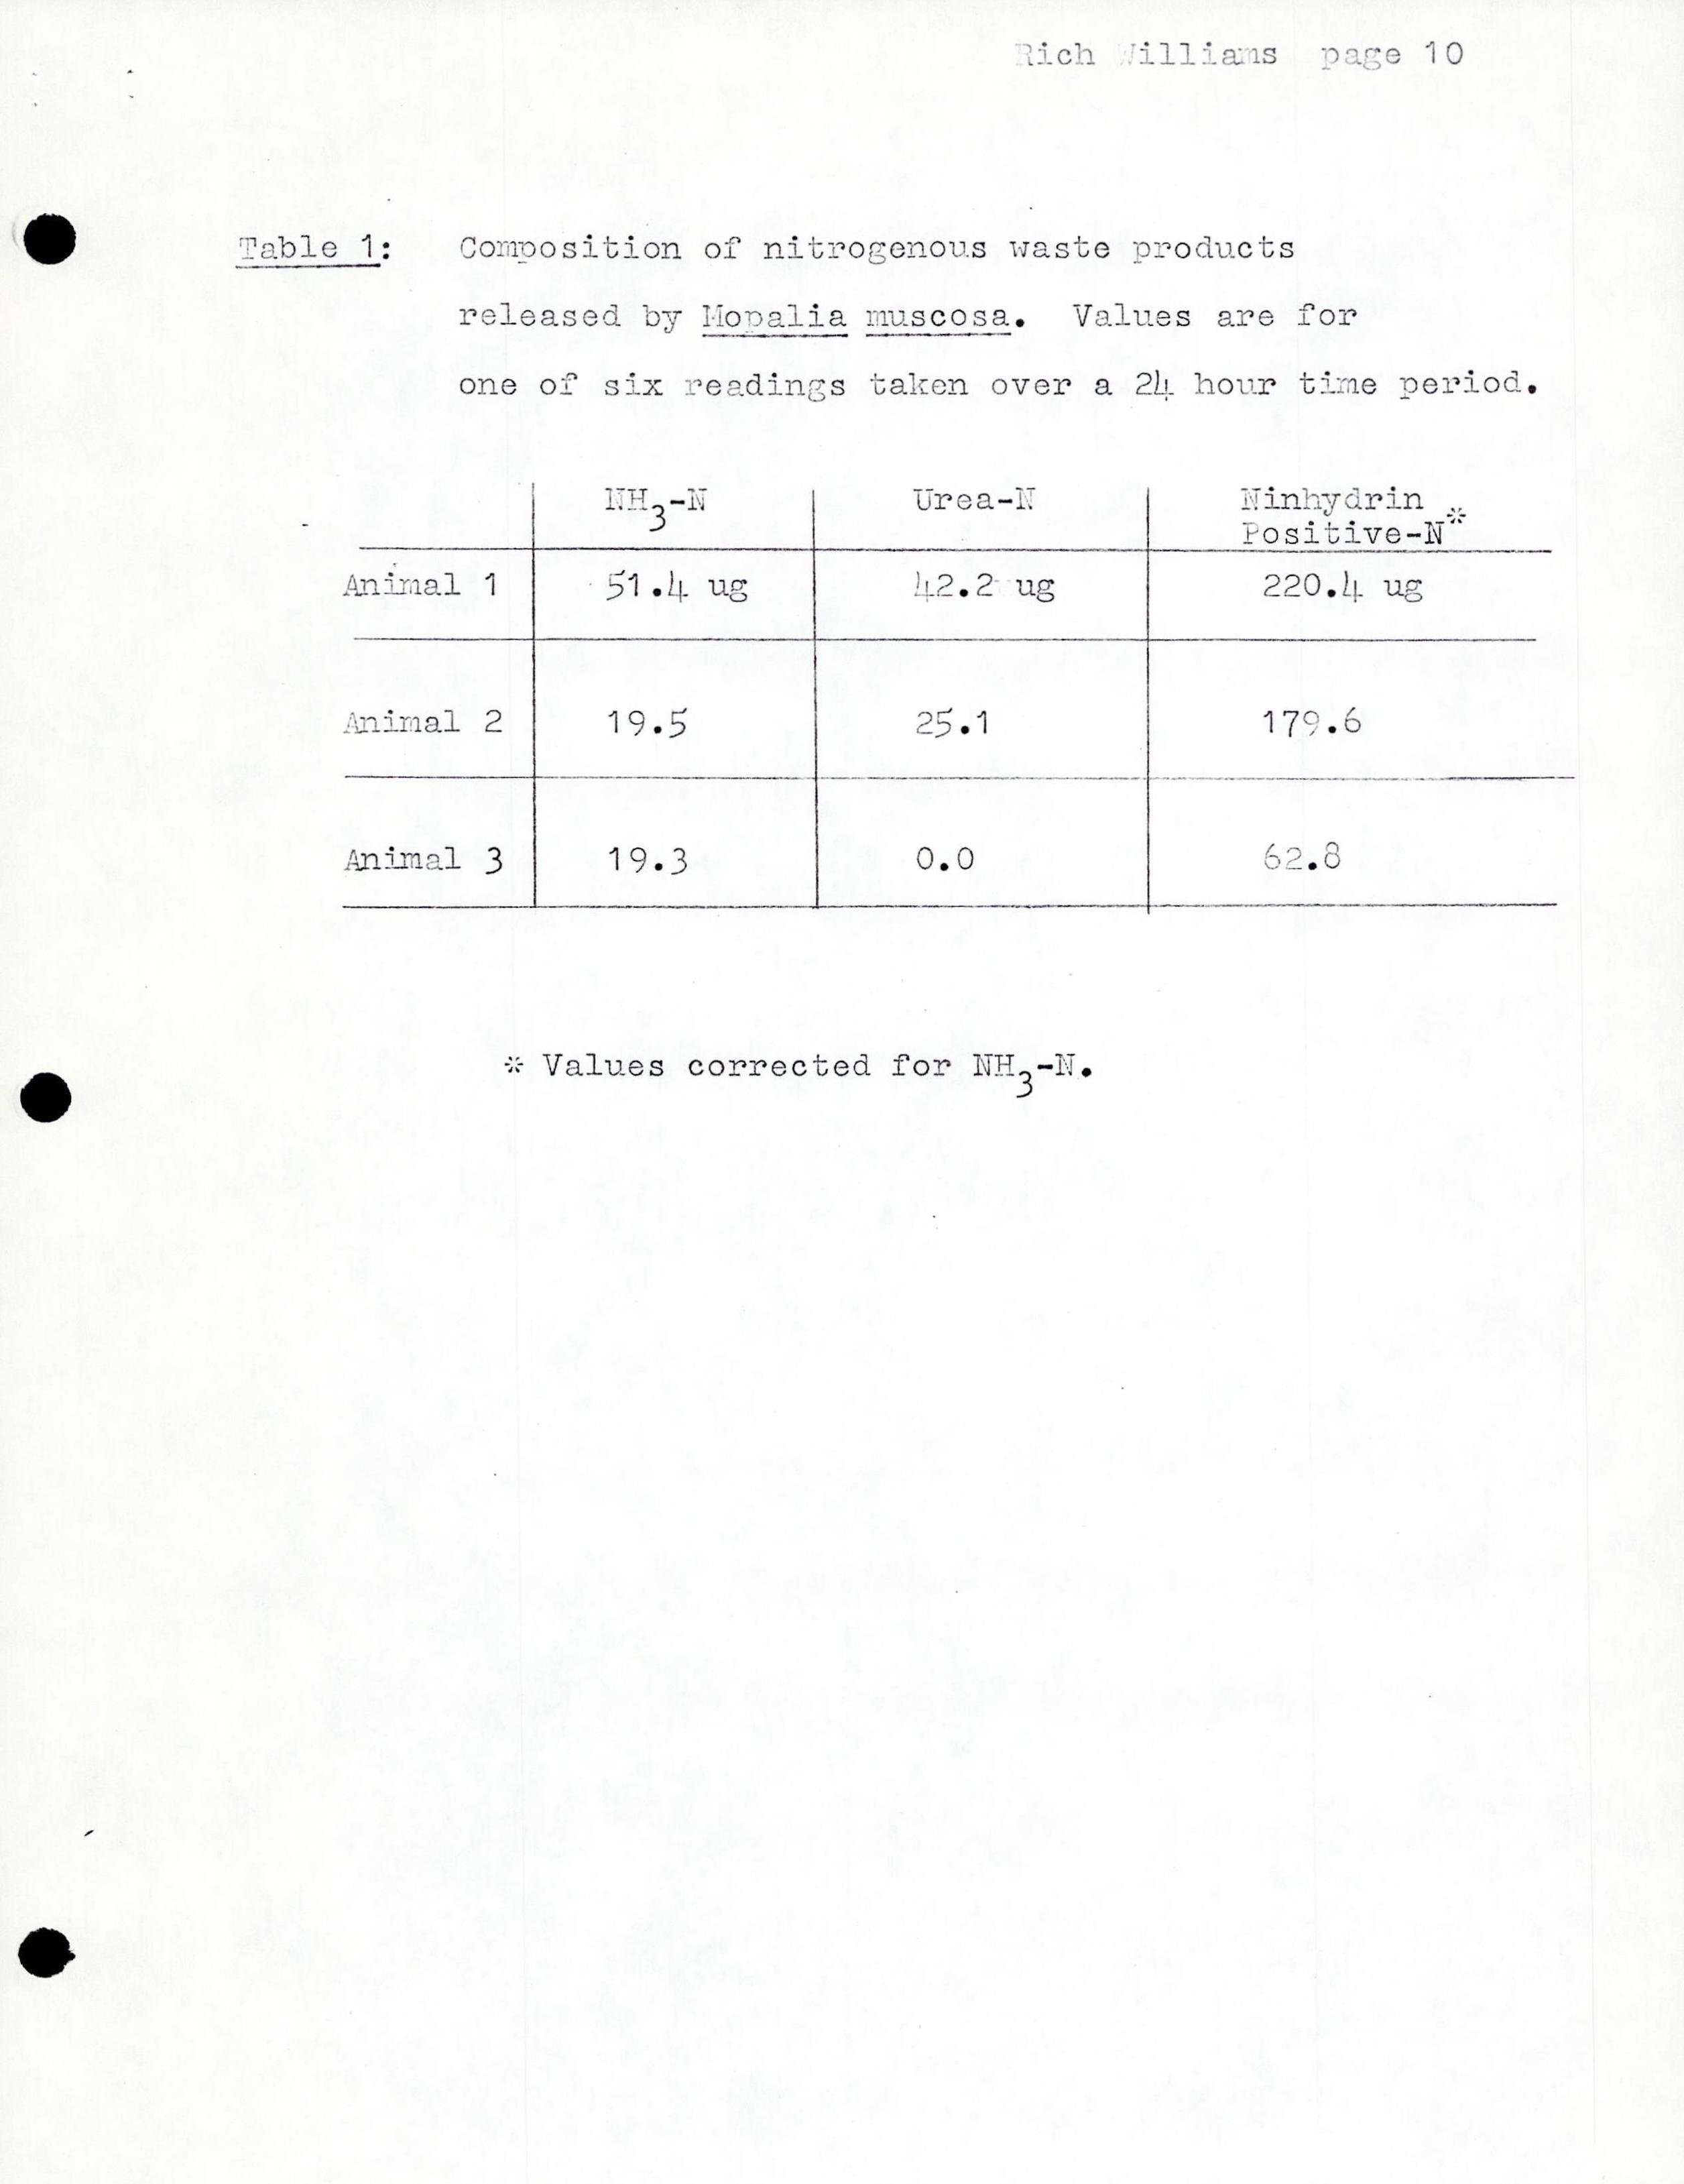 Rich Williams page 10
Table 1: Composition of nitrogenous waste products
released by Mopalia muscosa. Values are for
one of six readings taken over a 24 hour time period.
NH3-N Urea-N Ninhydrin
Positive-N*
Animal 1 51.4 ug 42.2 ug 220.4 ug
Animal 2 19.5 25.1 179.6
Animal 3 19.3 0.0 62.8
* Values corrected for NH3-N.